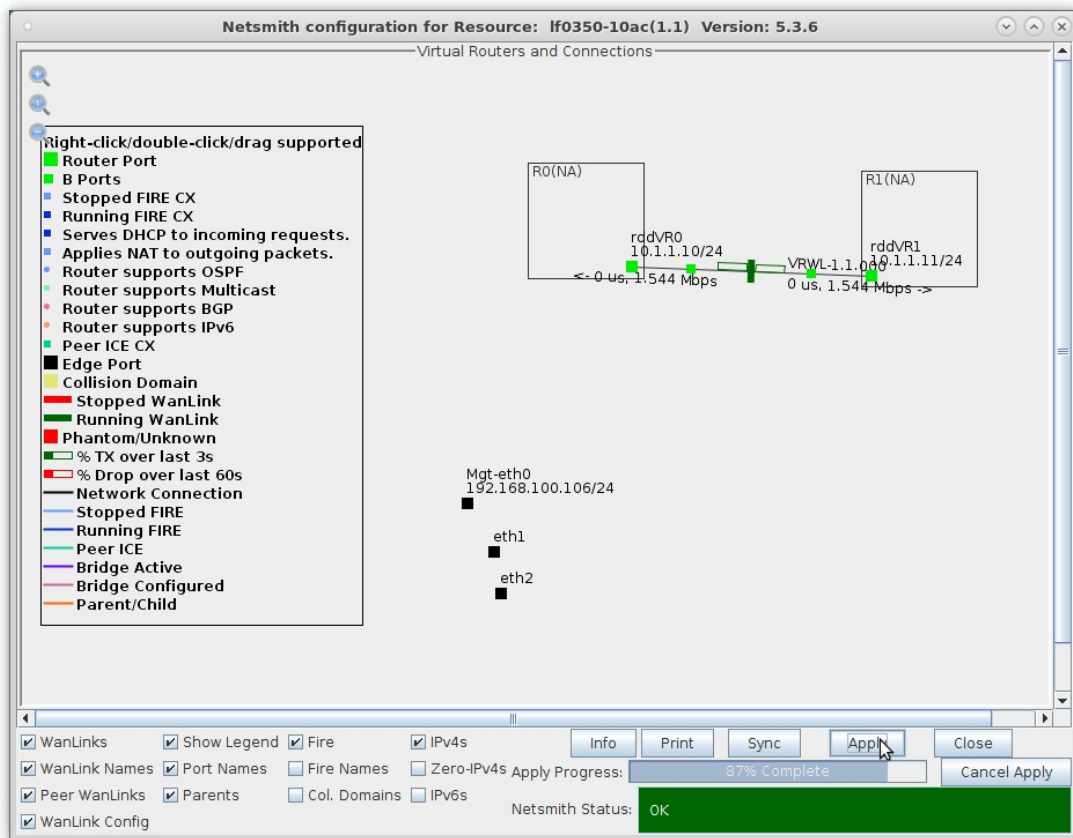 Netsmith configuration for Resource:  lf0350-10ac(1.1)  Version: 5.3.6
Virtual Routers and Connections
Right-click/double-click/drag supported
Router Port
B Ports
Stopped FIRE CX
Running FIRE CX
Serves DHCP to incoming requests.
Applies NAT to outgoing packets.
Router supports OSPF
Router supports Multicast
Router supports BGP
Router supports IPv6
Peer ICE CX
Edge Port
Collision Domain
Stopped WanLink
Running WanLink
Phantom/Unknown
% TX over last 3s
% Drop over last 60s
Network Connection
Stopped FIRE
Running FIRE
Peer ICE
Bridge Active
Bridge Configured
Parent/Child
R0(NA)
R1(NA)
rddVR0
10.1.1.10/24
<- 0 us, 1.544 Mbps
rddVR1
10.1.1.11/24
VRWL-1.1.000
0 us, 1.544 Mbps ->
Mgt-eth0
192.168.100.106/24
eth1
eth2
WanLinks Show Legend Fire IPv4s Info Print Sync Apply Close
WanLink Names Port Names Fire Names Zero-IPv4s Apply Progress: 87% Complete Cancel Apply
Peer WanLinks Parents Col. Domains IPv6s Netsmith Status: OK
WanLink Config